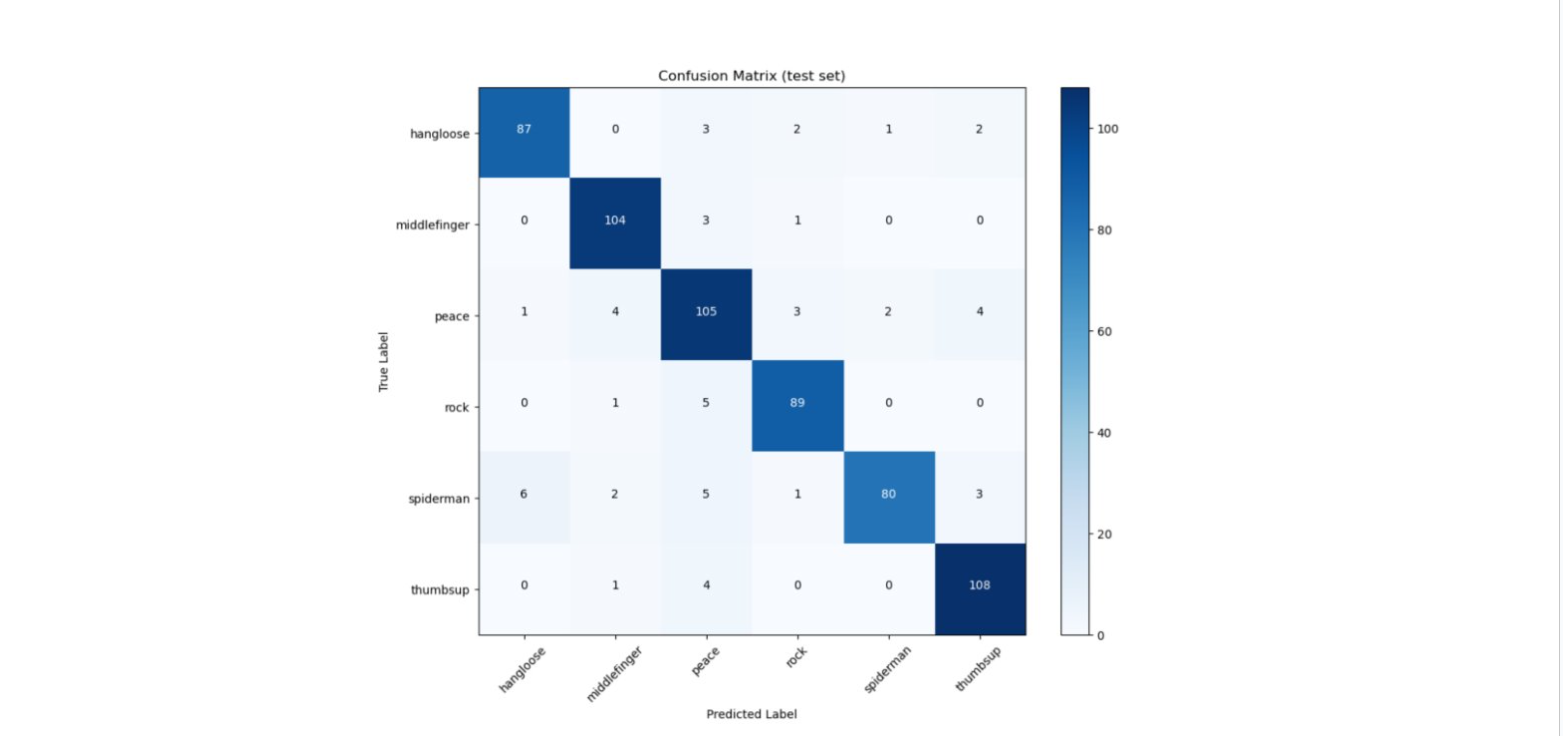 Confusion Matrix (test set)
hangloose 87 0 3 2 1 2
middlefinger 0 104 3 1 0 0
peace 1 4 105 3 2 4
rock 0 1 5 89 0 0
spiderman 6 2 5 1 80 3
thumbsup 0 1 4 0 0 108
True Label
hangloose middlefinger peace rock spiderman thumbsup
Predicted Label
100
80
60
40
20
0